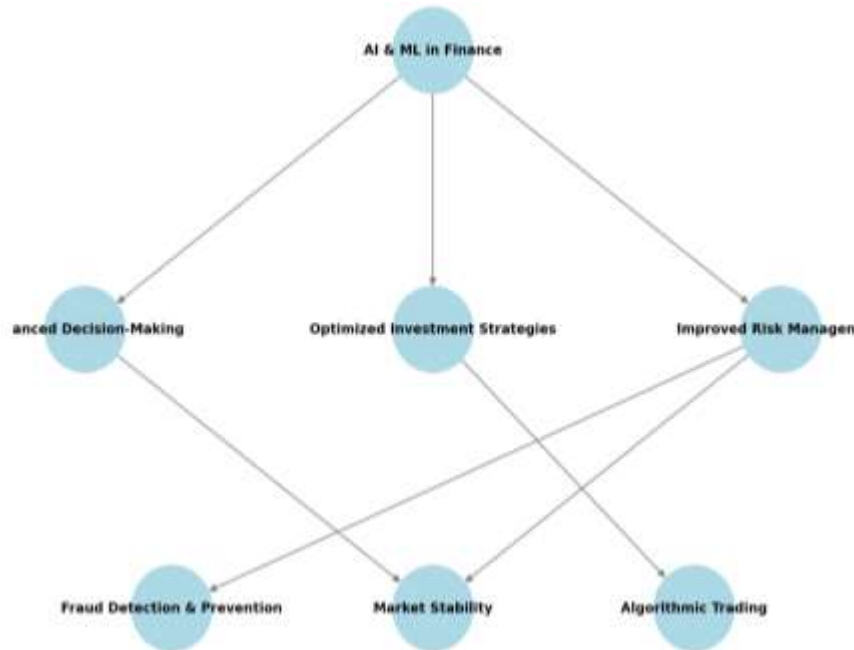 AI & ML in Finance
anced Decision-Making
Optimized Investment Strategies
Improved Risk Managen
Fraud Detection & Prevention
Market Stability
Algorithmic Trading